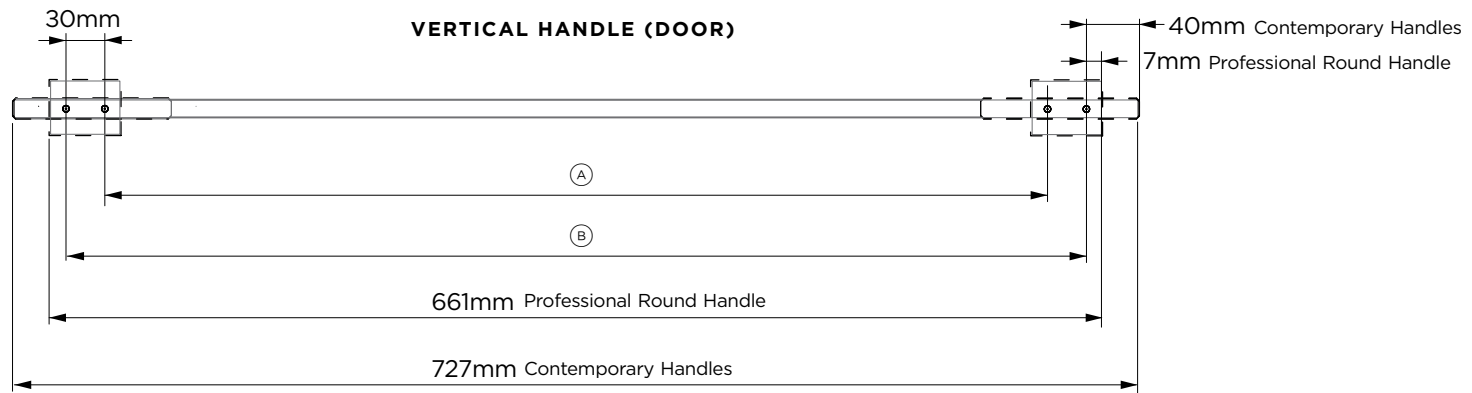 30mm
VERTICAL HANDLE (DOOR)
40mm Contemporary Handles
7mm Professional Round Handle
A
B
661mm Professional Round Handle
727mm Contemporary Handles